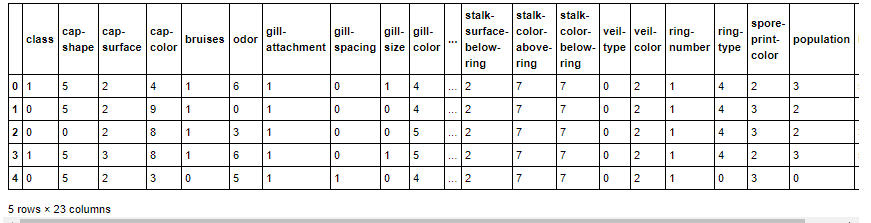 class cap-shape cap-surface cap-color bruises odor gill-attachment gill-spacing gill-size gill-color ... stalk-surface-below-ring stalk-color-above-ring stalk-color-below-ring veil-type veil-color ring-number ring-type spore-print-color population
0 1 5 2 4 1 6 1 0 1 4 ... 2 7 7 0 2 1 4 2 3
1 0 5 2 9 1 0 1 0 0 4 ... 2 7 7 0 2 1 4 3 2
2 0 0 2 8 1 3 1 0 0 5 ... 2 7 7 0 2 1 4 3 2
3 1 5 3 8 1 6 1 0 1 5 ... 2 7 7 0 2 1 4 2 3
4 0 5 2 3 0 5 1 1 0 4 ... 2 7 7 0 2 1 0 3 0
5 rows × 23 columns